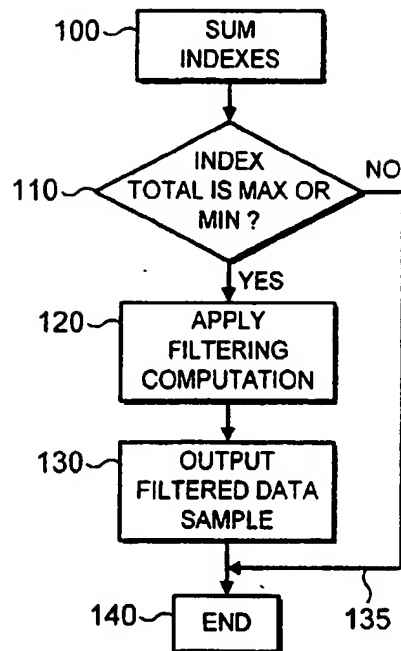 100
SUM
INDEXES
110
INDEX
TOTAL IS MAX OR
MIN ?
NO
YES
120
APPLY
FILTERING
COMPUTATION
130
OUTPUT
FILTERED DATA
SAMPLE
135
140
END